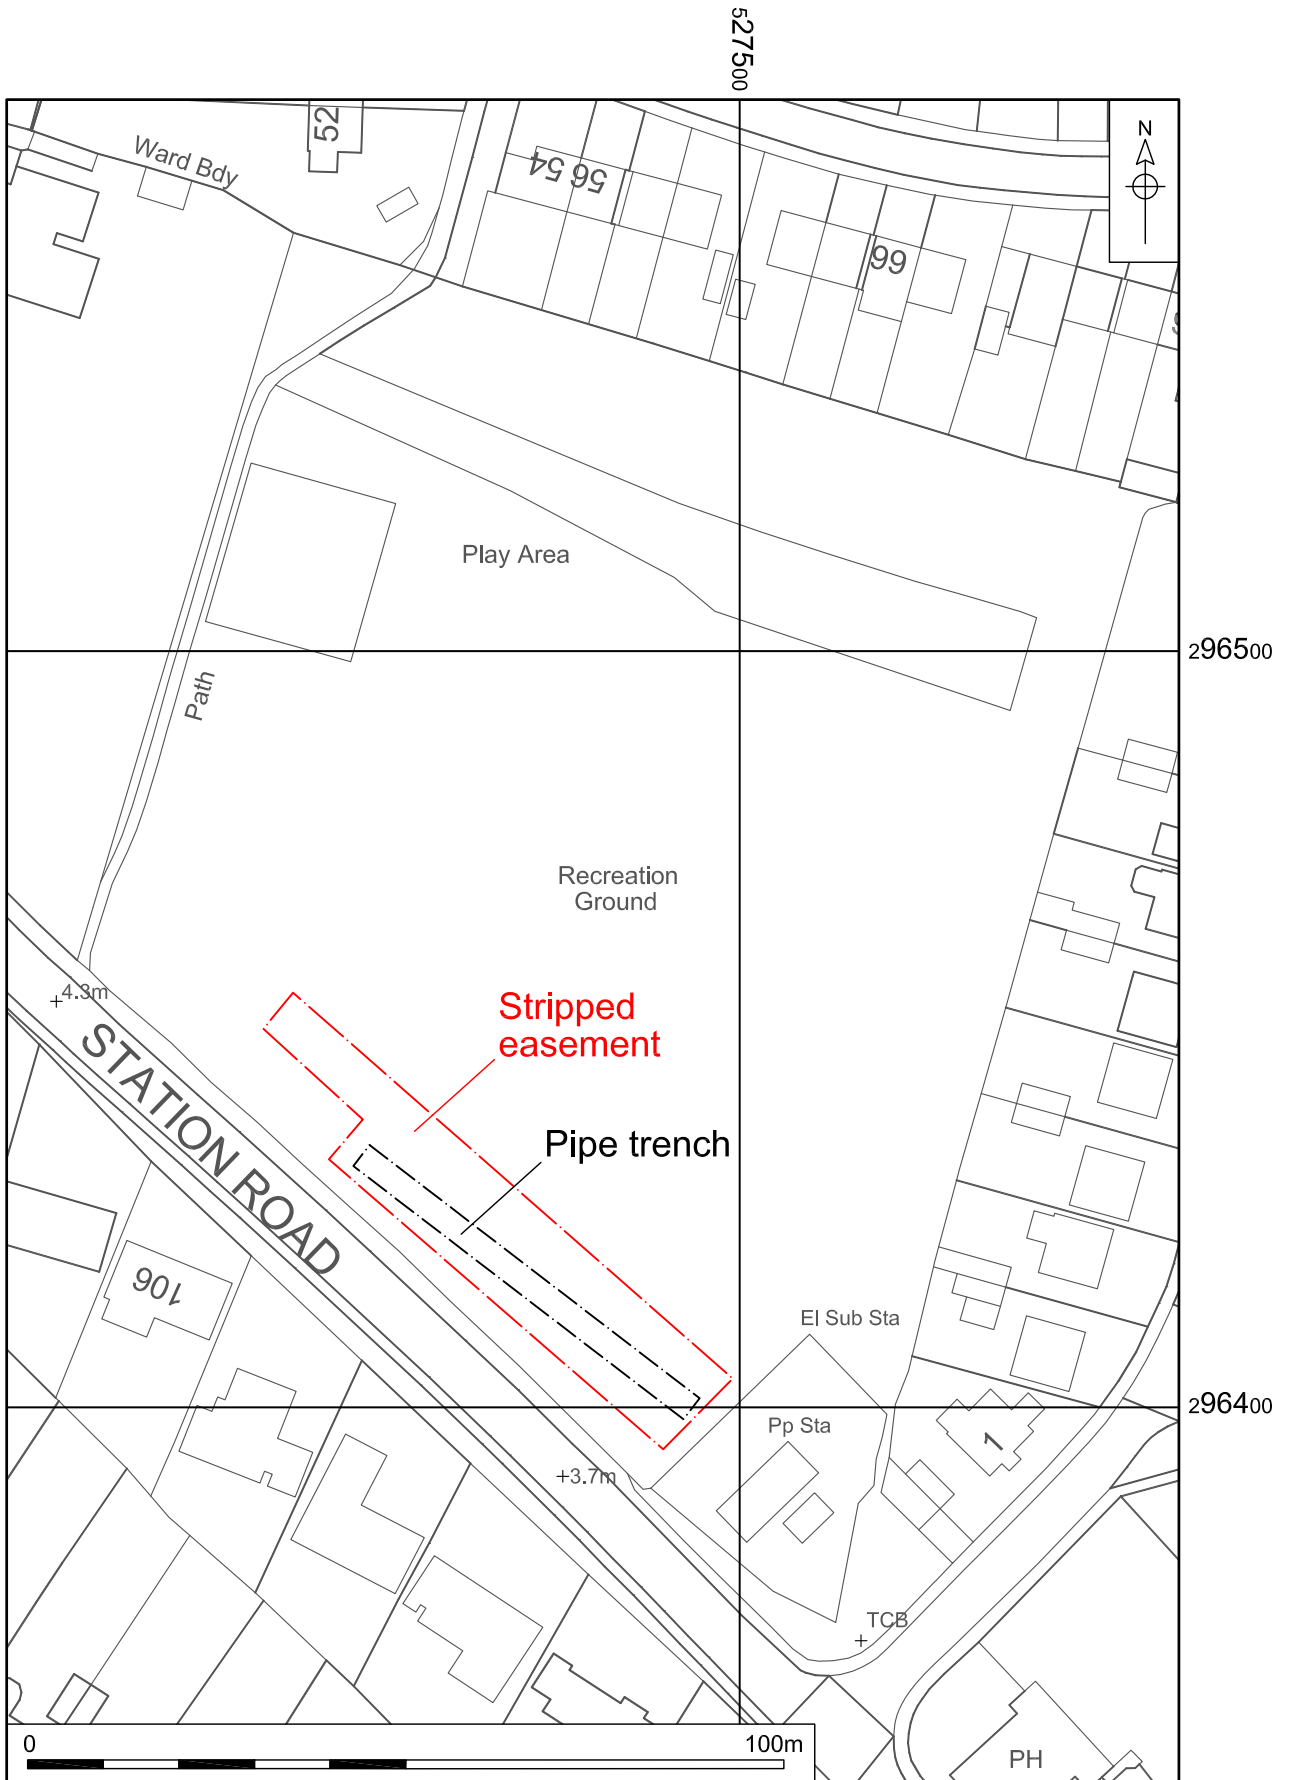 527500
N
52
Ward Bdy
56 54
66
Play Area
296500
Path
Recreation
Ground
4.3m
Stripped
easement
STATION ROAD
Pipe trench
106
El Sub Sta
296400
Pp Sta
1
3.7m
TCB
0
100m
PH